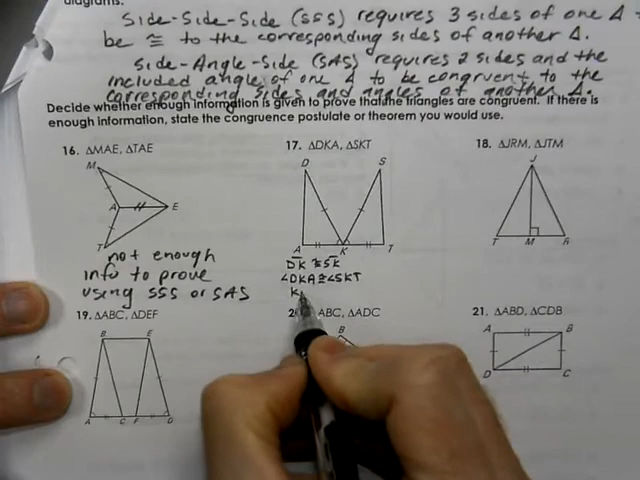 diagrams.
Side-Side-Side (SSS) requires 3 sides of one Δ
be ≅ to the corresponding sides of another Δ.
Side-Angle-Side (SAS) requires 2 sides and the
included angle of one Δ to be congruent to the
corresponding sides and angles of another Δ.
Decide whether enough information is given to prove that the triangles are congruent. If there is
enough information, state the congruence postulate or theorem you would use.
16. ΔMAE, ΔTAE
17. ΔDKA, ΔSKT
18. ΔJRM, ΔJTM
M
A
E
T
D
S
A
K
T
J
T
M
R
not enough
info to prove
using SSS or SAS
DK ≅ SK
∠DKA≅∠SKT
K
19. ΔABC, ΔDEF
ABC, ΔADC
21. ΔABD, ΔCDB
B
E
A
C
F
D
B
A
B
D
C